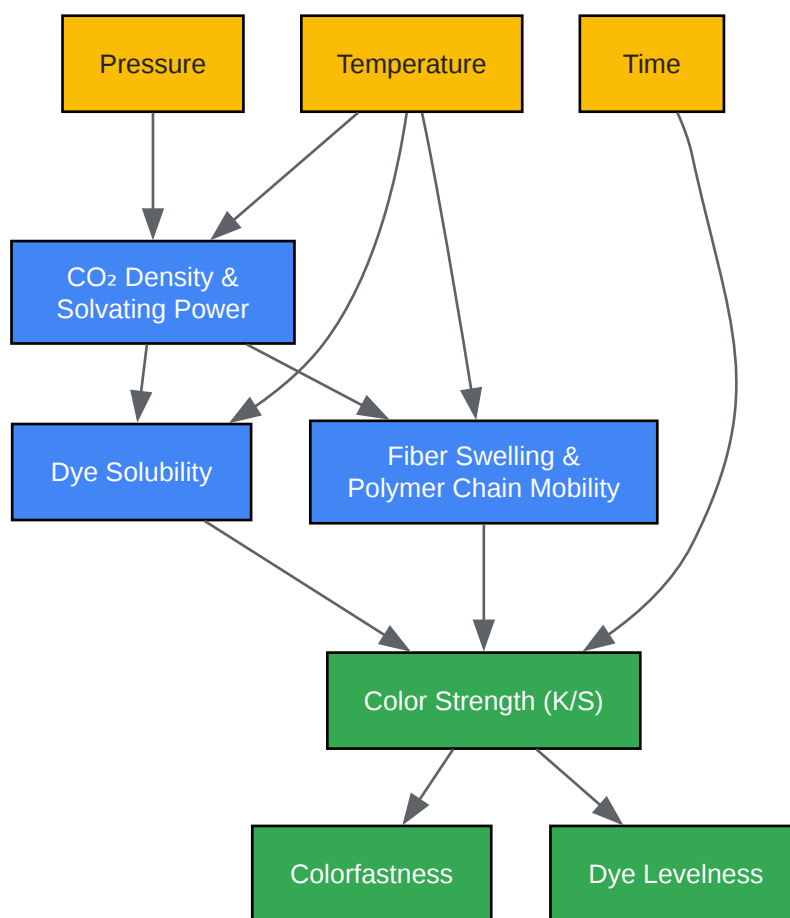 Pressure
Temperature
Time
CO₂ Density &
Solvating Power
Dye Solubility
Fiber Swelling &
Polymer Chain Mobility
Color Strength (K/S)
Colorfastness
Dye Levelness